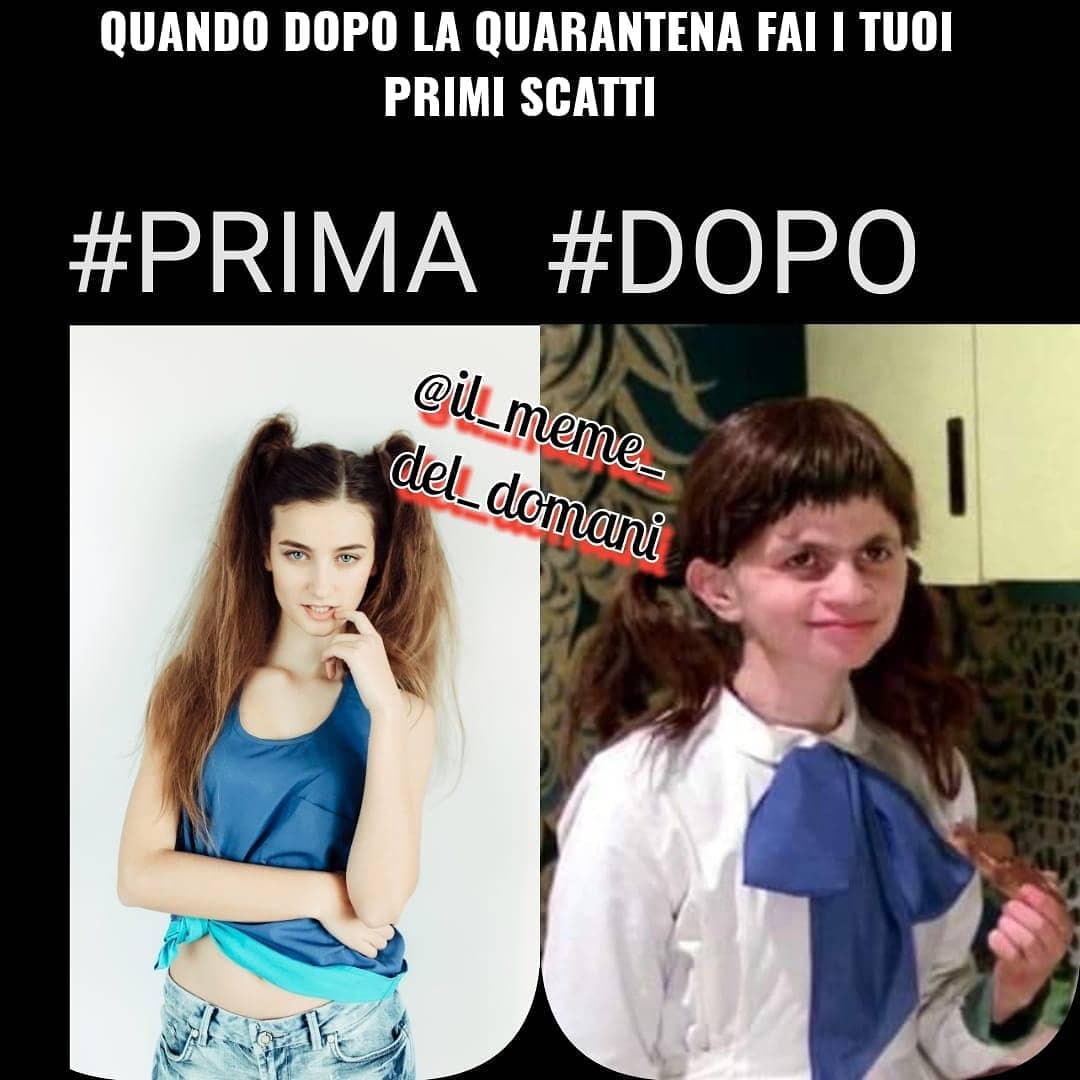 QUANDO DOPO LA QUARANTENA FAI I TUOI
PRIMI SCATTI
#PRIMA #DOPO
@il_meme_
del_domani